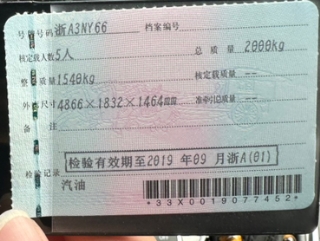 号牌号码 浙A3NY66 档案编号
核定载人数 5人 总质量 2000kg
整备质量 1540kg 核定载质量 --
外廓尺寸 4866×1832×1464mm 准牵引总质量 --
备注
检验有效期至2019 年 09 月浙A(01)
检验记录
汽油
*33X0019077452*